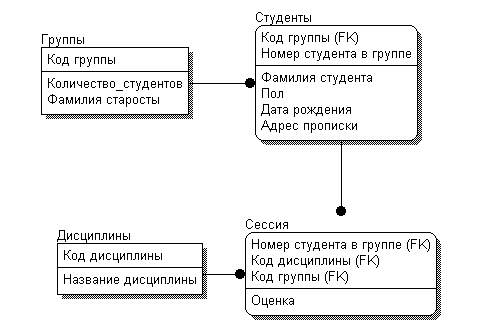 Студенты
Код группы (FK)
Номер студента в группе
Фамилия студента
Пол
Дата рождения
Адрес прописки
Группы
Код группы
Количество_студентов
Фамилия старосты
Сессия
Номер студента в группе (FK)
Код дисциплины (FK)
Код группы (FK)
Оценка
Дисциплины
Код дисциплины
Название дисциплины